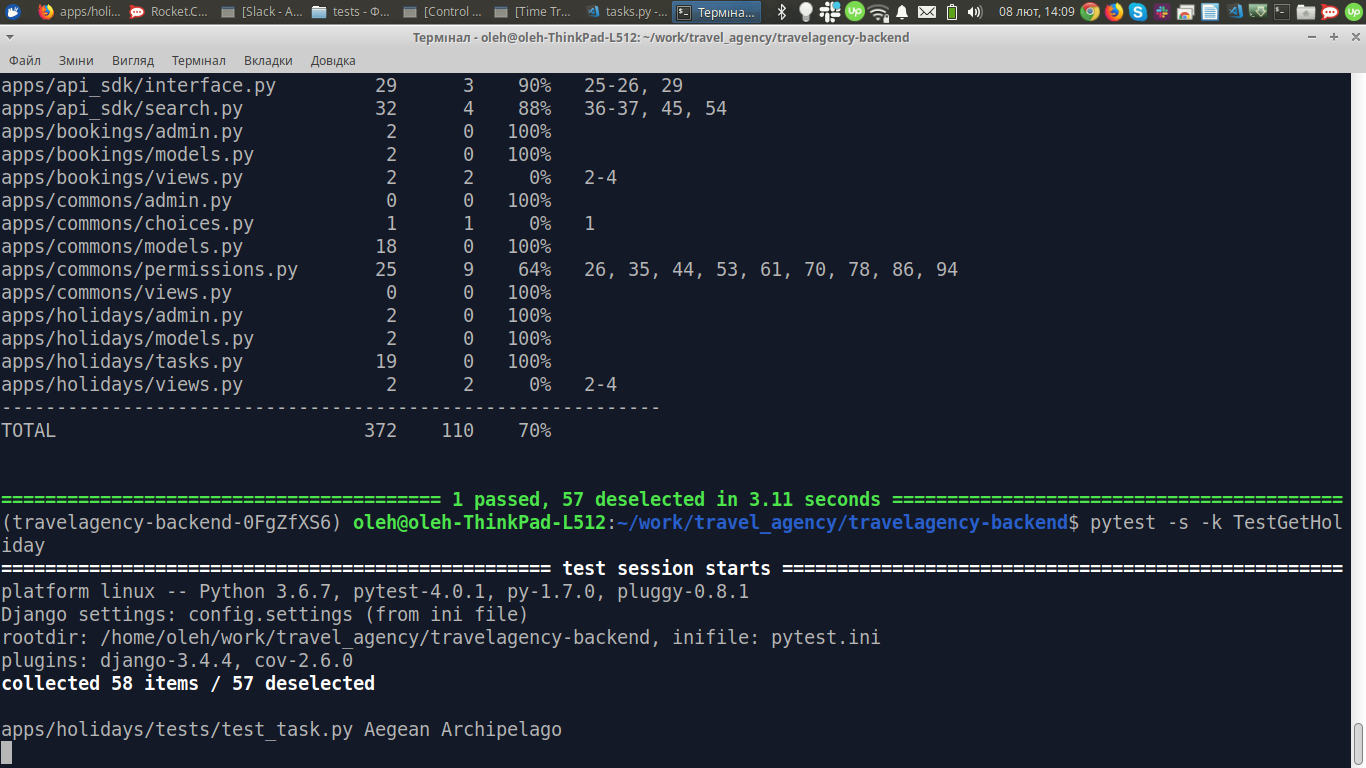 apps/holi... Rocket.C... [Slack - A... tests - Ф... [Control ... [Time Tr... tasks.py -... Терміна... 08 лют, 14:09
Термінал - oleh@oleh-ThinkPad-L512: ~/work/travel_agency/travelagency-backend
Файл Зміни Вигляд Термінал Вкладки Довідка
apps/api_sdk/interface.py 29 3 90% 25-26, 29
apps/api_sdk/search.py 32 4 88% 36-37, 45, 54
apps/bookings/admin.py 2 0 100%
apps/bookings/models.py 2 0 100%
apps/bookings/views.py 2 2 0% 2-4
apps/commons/admin.py 0 0 100%
apps/commons/choices.py 1 1 0% 1
apps/commons/models.py 18 0 100%
apps/commons/permissions.py 25 9 64% 26, 35, 44, 53, 61, 70, 78, 86, 94
apps/commons/views.py 0 0 100%
apps/holidays/admin.py 2 0 100%
apps/holidays/models.py 2 0 100%
apps/holidays/tasks.py 19 0 100%
apps/holidays/views.py 2 2 0% 2-4
------------------------------------------------------------
TOTAL 372 110 70%
======================================== 1 passed, 57 deselected in 3.11 seconds =========================================
(travelagency-backend-0FgZfXS6) oleh@oleh-ThinkPad-L512:~/work/travel_agency/travelagency-backend$ pytest -s -k TestGetHol
iday
================================================== test session starts ===================================================
platform linux -- Python 3.6.7, pytest-4.0.1, py-1.7.0, pluggy-0.8.1
Django settings: config.settings (from ini file)
rootdir: /home/oleh/work/travel_agency/travelagency-backend, inifile: pytest.ini
plugins: django-3.4.4, cov-2.6.0
collected 58 items / 57 deselected
apps/holidays/tests/test_task.py Aegean Archipelago